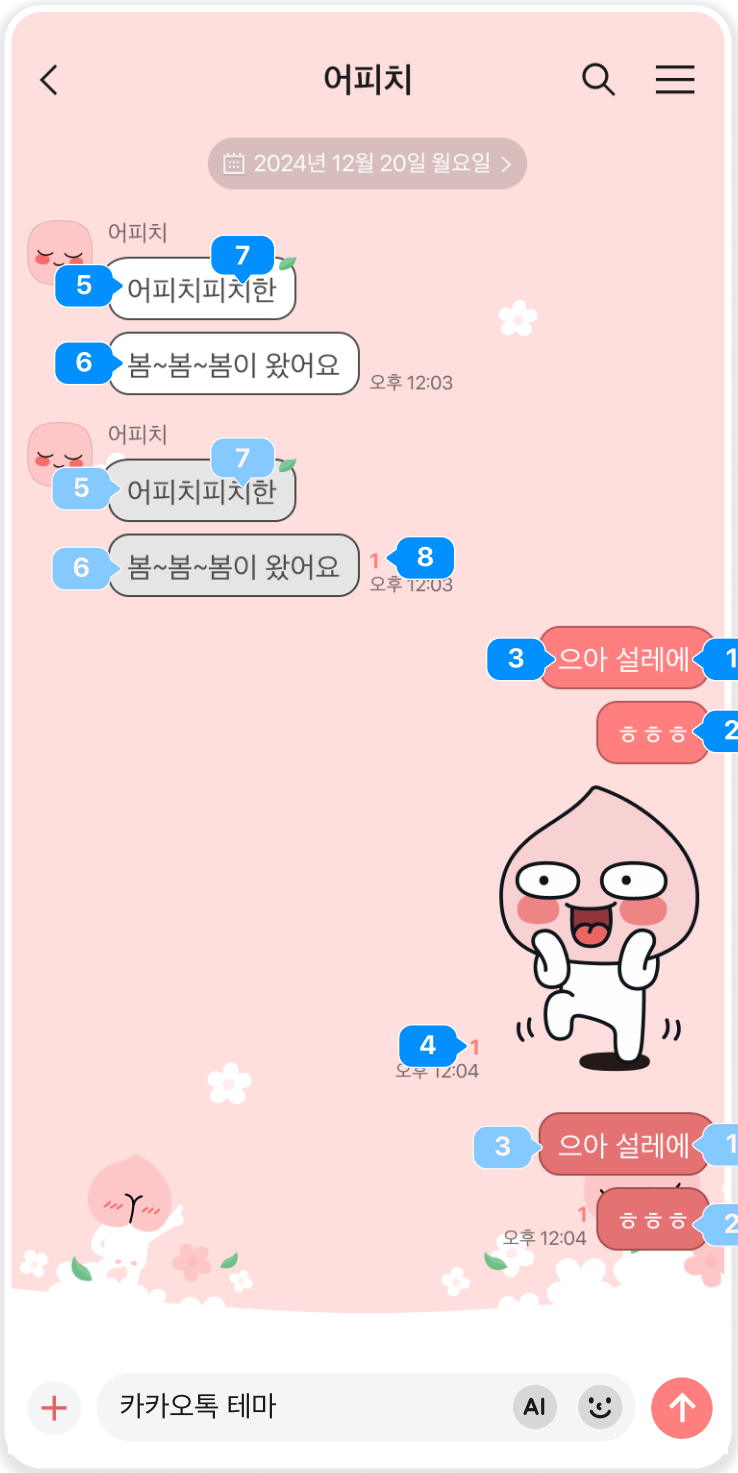 어피치
2024년 12월 20일 월요일
어피치
7
5 어피치피치한
6 봄~봄~봄이 왔어요
오후 12:03
어피치
7
5 어피치피치한
6 봄~봄~봄이 왔어요 1 8
오후 12:03
3 으아 설레에 1
ㅎㅎㅎ 2
4 1
오후 12:04
3 으아 설레에 1
1 ㅎㅎㅎ 2
오후 12:04
카카오톡 테마 AI